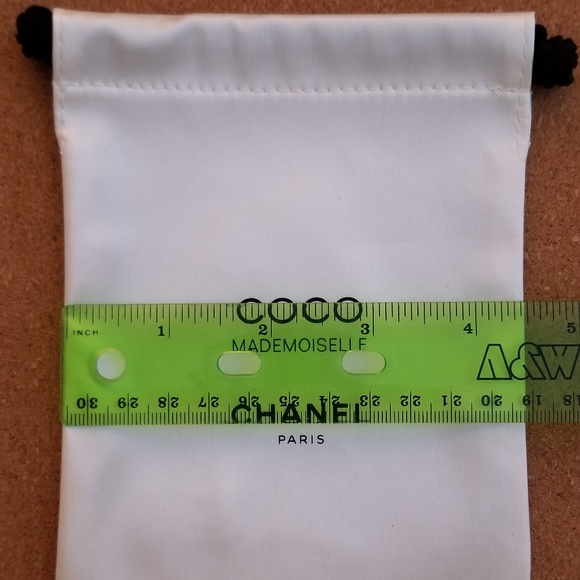 COCO
INCH 1 2 3 4 5
MADEMOISELLE
A&W
30 29 28 27 26 25 24 23 22 21 20 19 18
CHANEL
PARIS